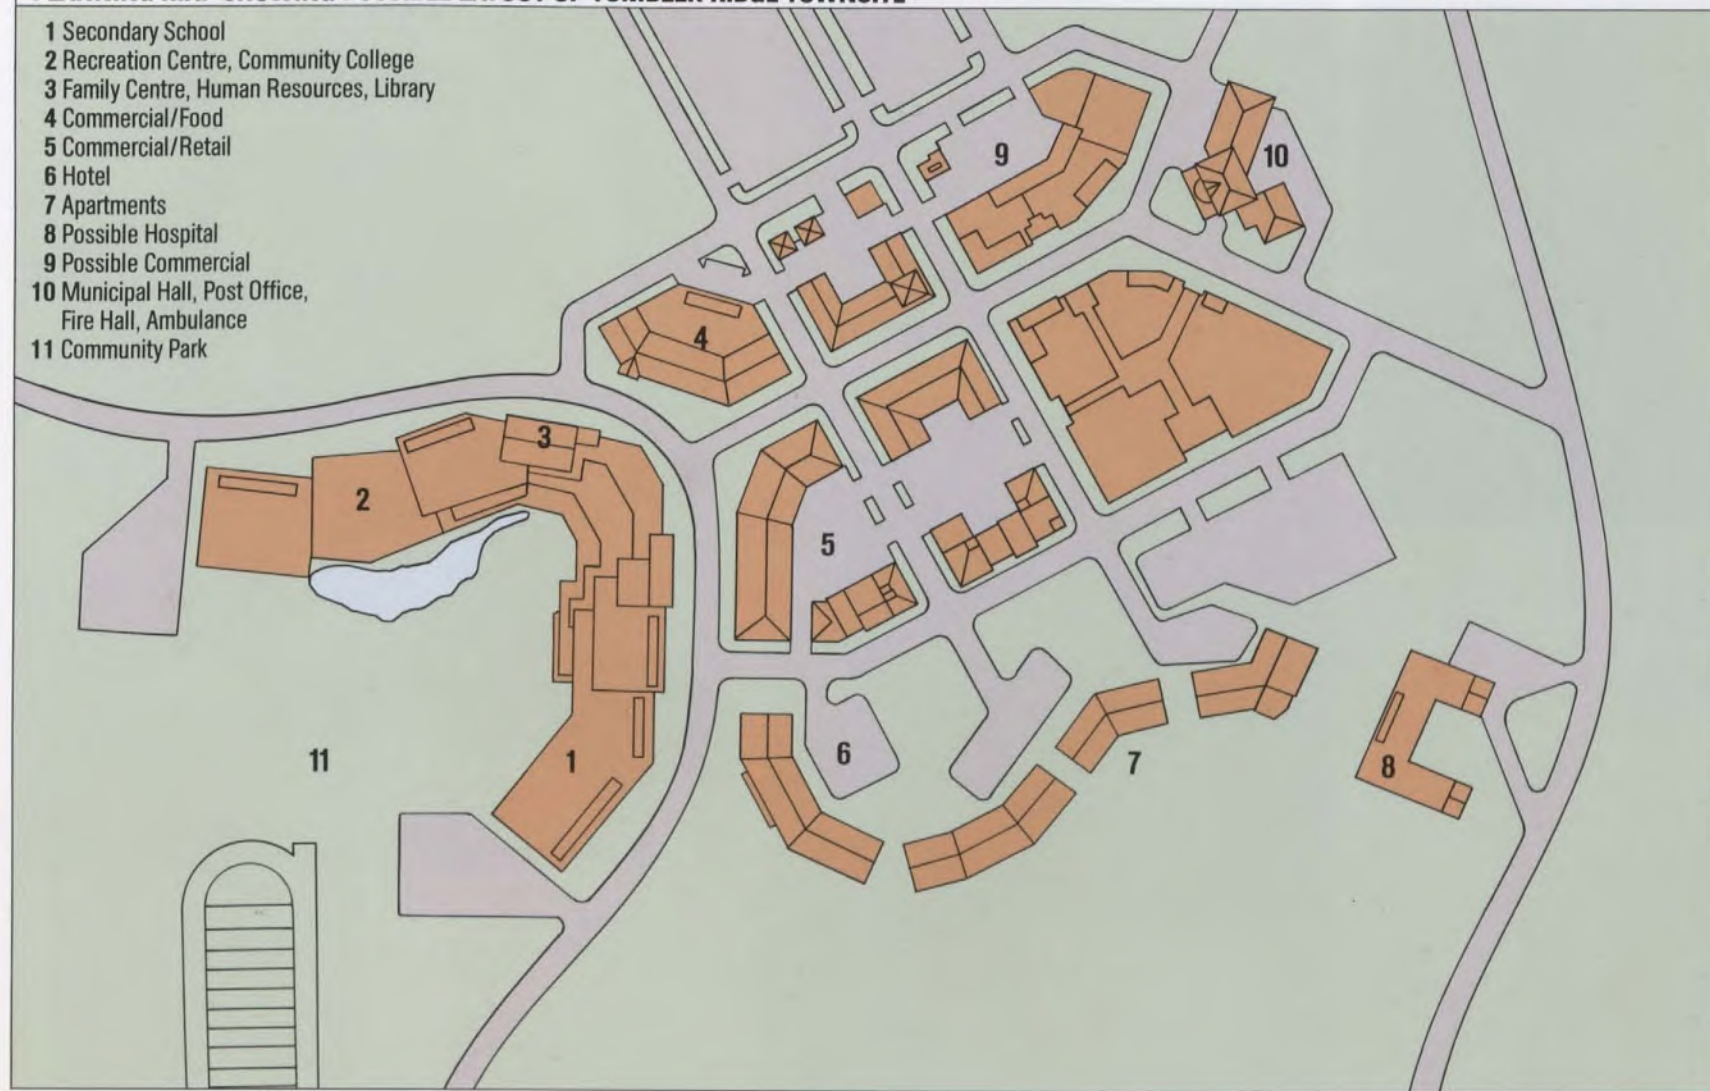 1 Secondary School
2 Recreation Centre, Community College
3 Family Centre, Human Resources, Library
4 Commercial/Food
5 Commercial/Retail
6 Hotel
7 Apartments
8 Possible Hospital
9 Possible Commercial
10 Municipal Hall, Post Office,
Fire Hall, Ambulance
11 Community Park
9
10
4
3
2
5
11
1
6
7
8